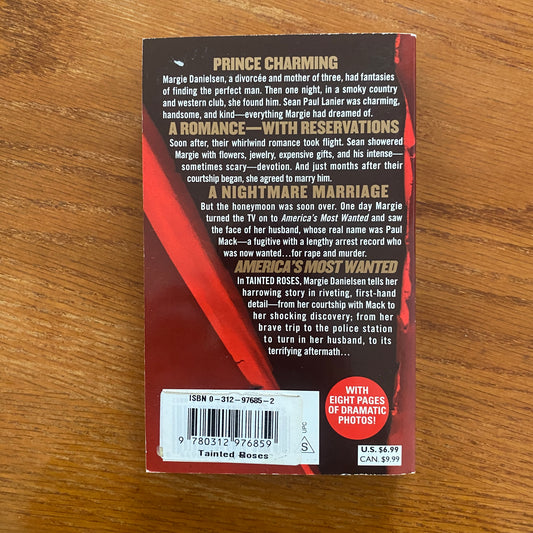 PRINCE CHARMING
Margie Danielsen, a divorcée and mother of three, had fantasies
of finding the perfect man. Then one night, in a smoky country
and western club, she found him. Sean Paul Lanier was charming,
handsome, and kind—everything Margie had dreamed of.
A ROMANCE—WITH RESERVATIONS
Soon after, their whirlwind romance took flight. Sean showered
Margie with flowers, jewelry, expensive gifts, and his intense—
sometimes scary—devotion. And just months after their
courtship began, she agreed to marry him.
A NIGHTMARE MARRIAGE
But the honeymoon was soon over. One day Margie
turned the TV on to America's Most Wanted and saw
the face of her husband, whose real name was Paul
Mack—a fugitive with a lengthy arrest record who
was now wanted...for rape and murder.
AMERICA'S MOST WANTED
In TAINTED ROSES, Margie Danielsen tells her
harrowing story in riveting, first-hand
detail—from her courtship with Mack to
her shocking discovery; from her
brave trip to the police station
to turn in her husband, to its
terrifying aftermath...
WITH
EIGHT PAGES
OF DRAMATIC
PHOTOS!
ISBN 0-312-97685-2
9 780312 976859
Tainted Roses
UPC
S
U.S. $6.99
CAN. $9.99